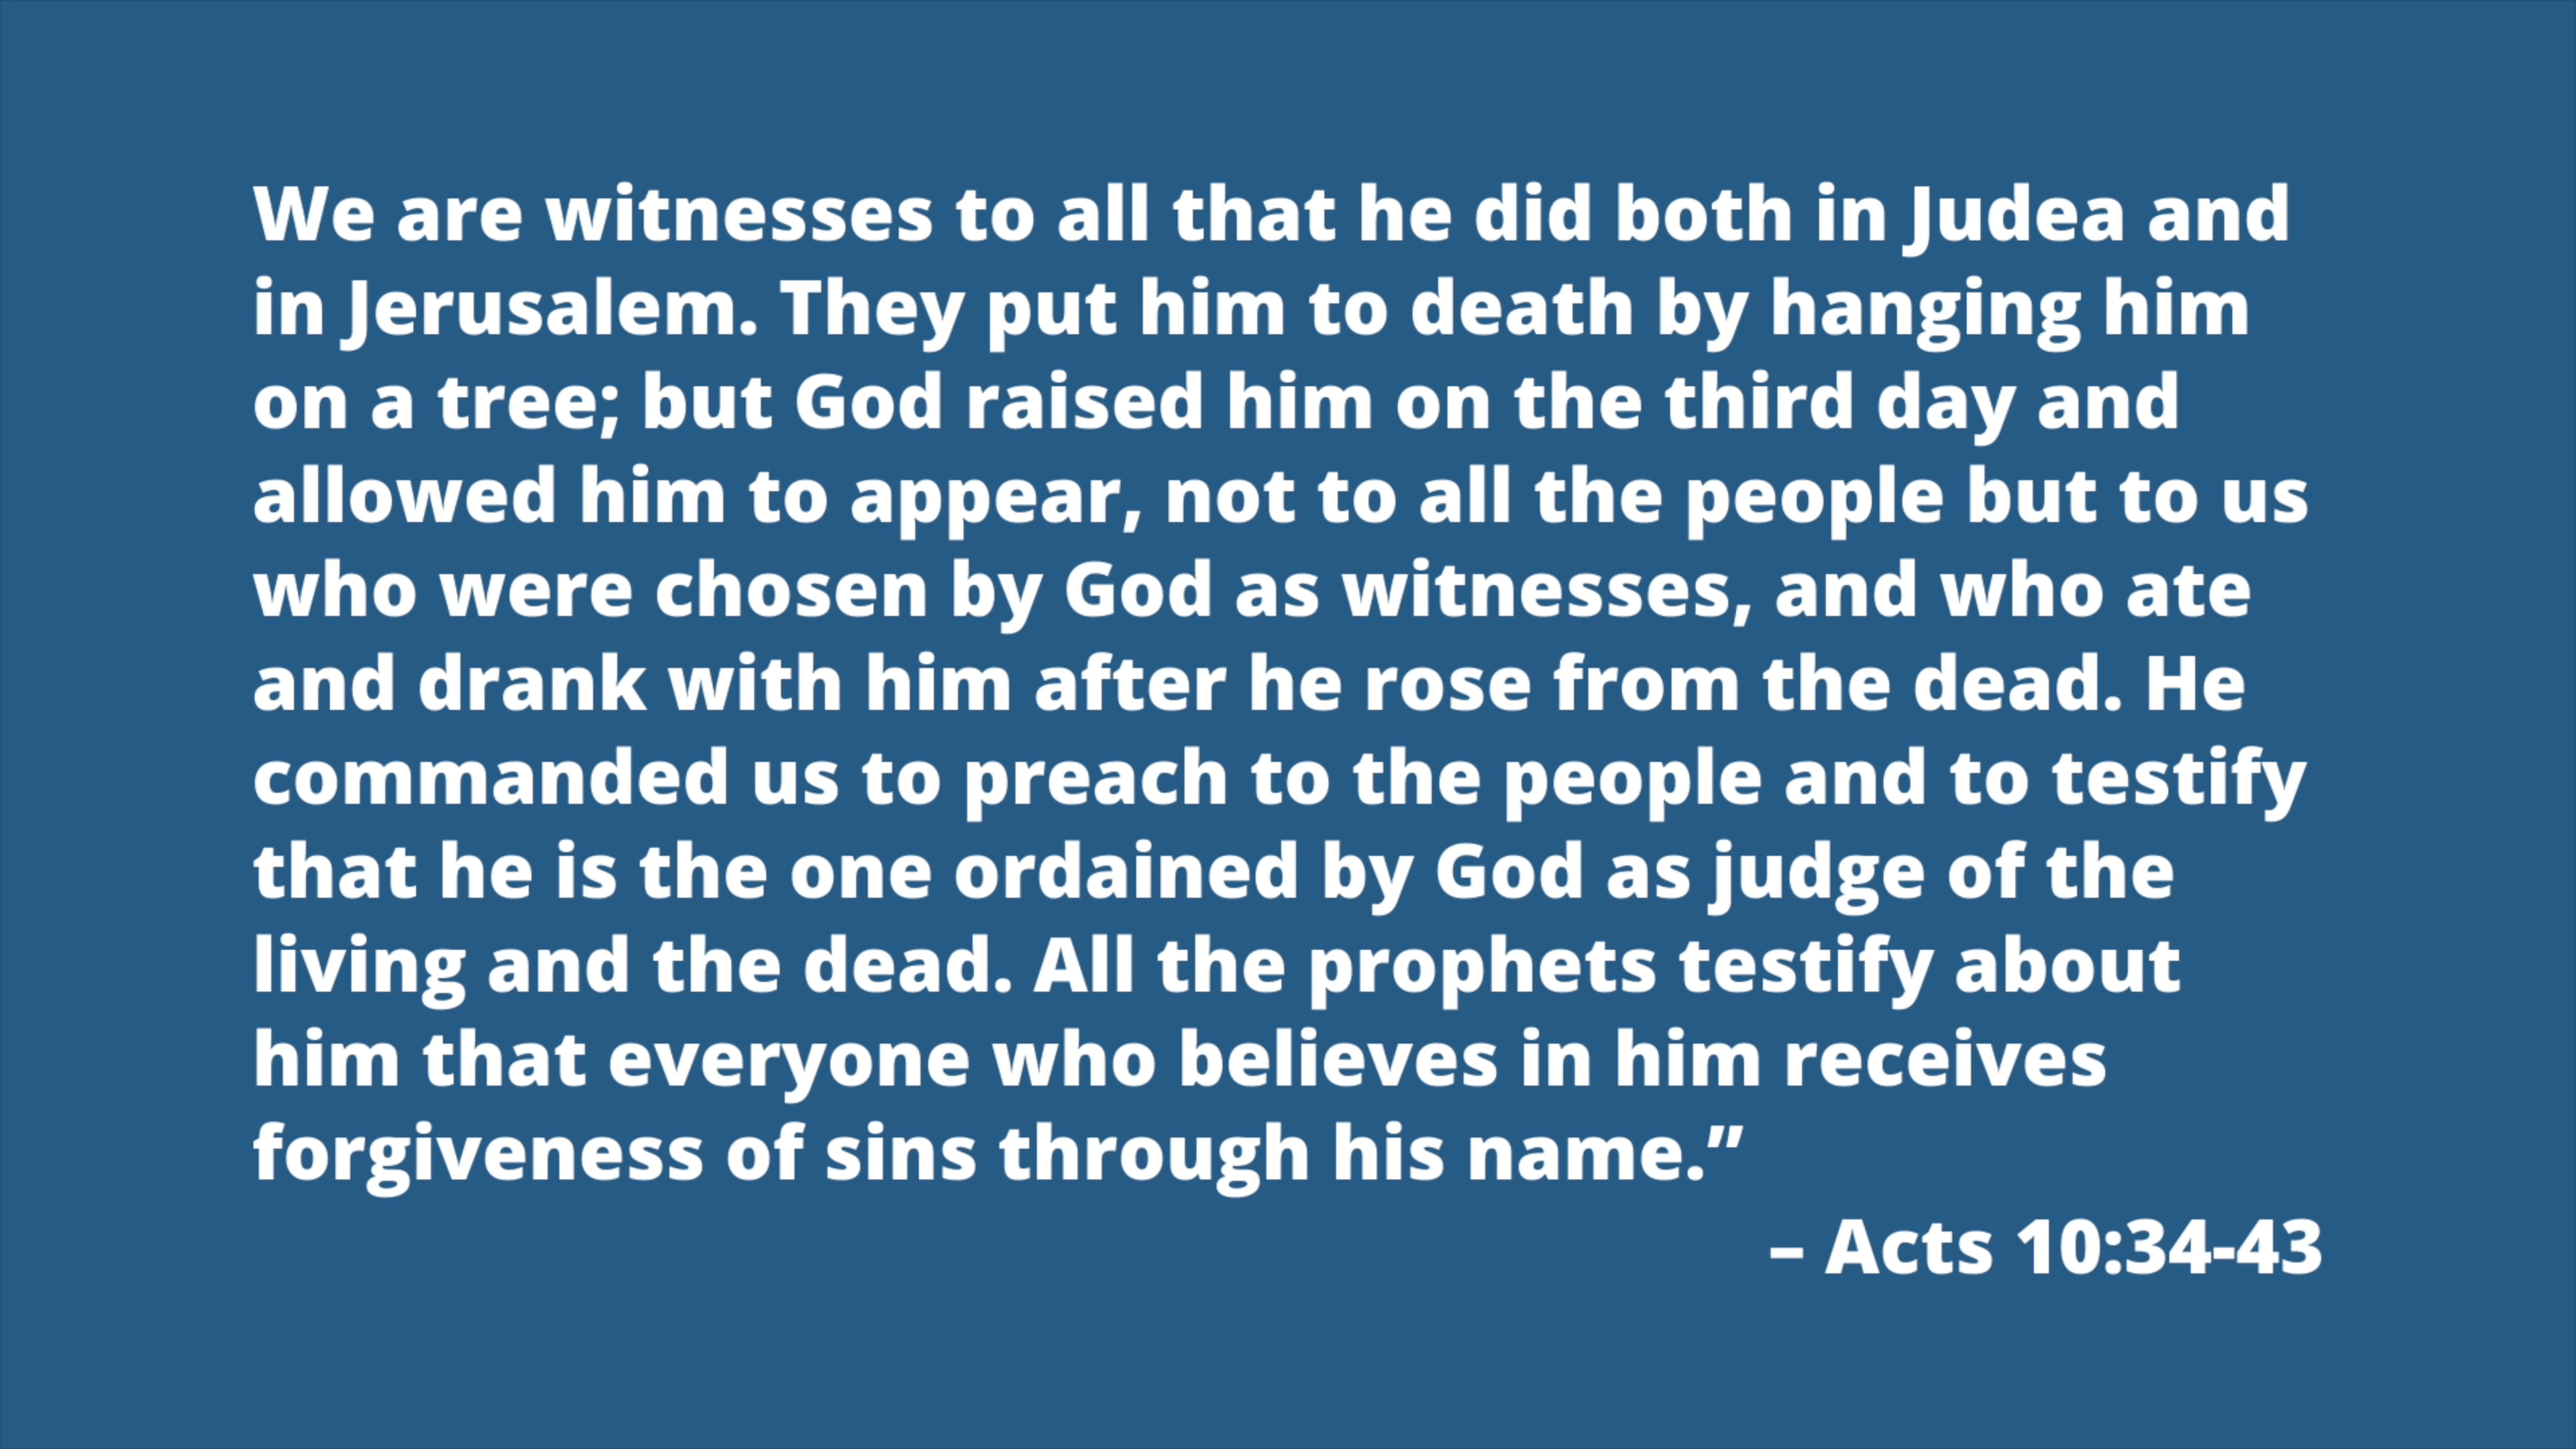 We are witnesses to all that he did both in Judea and
in Jerusalem. They put him to death by hanging him
on a tree; but God raised him on the third day and
allowed him to appear, not to all the people but to us
who were chosen by God as witnesses, and who ate
and drank with him after he rose from the dead. He
commanded us to preach to the people and to testify
that he is the one ordained by God as judge of the
living and the dead. All the prophets testify about
him that everyone who believes in him receives
forgiveness of sins through his name.”
– Acts 10:34-43